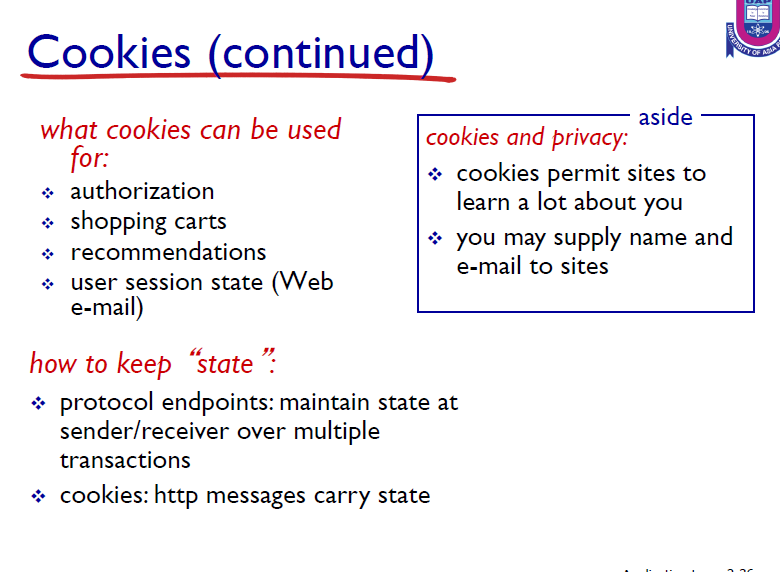 UAP
UNIVERSITY OF ASIA
Cookies (continued)
what cookies can be used
for:
❖ authorization
❖ shopping carts
❖ recommendations
❖ user session state (Web
e-mail)
aside
cookies and privacy:
❖ cookies permit sites to
learn a lot about you
❖ you may supply name and
e-mail to sites
how to keep “state”:
❖ protocol endpoints: maintain state at
sender/receiver over multiple
transactions
❖ cookies: http messages carry state